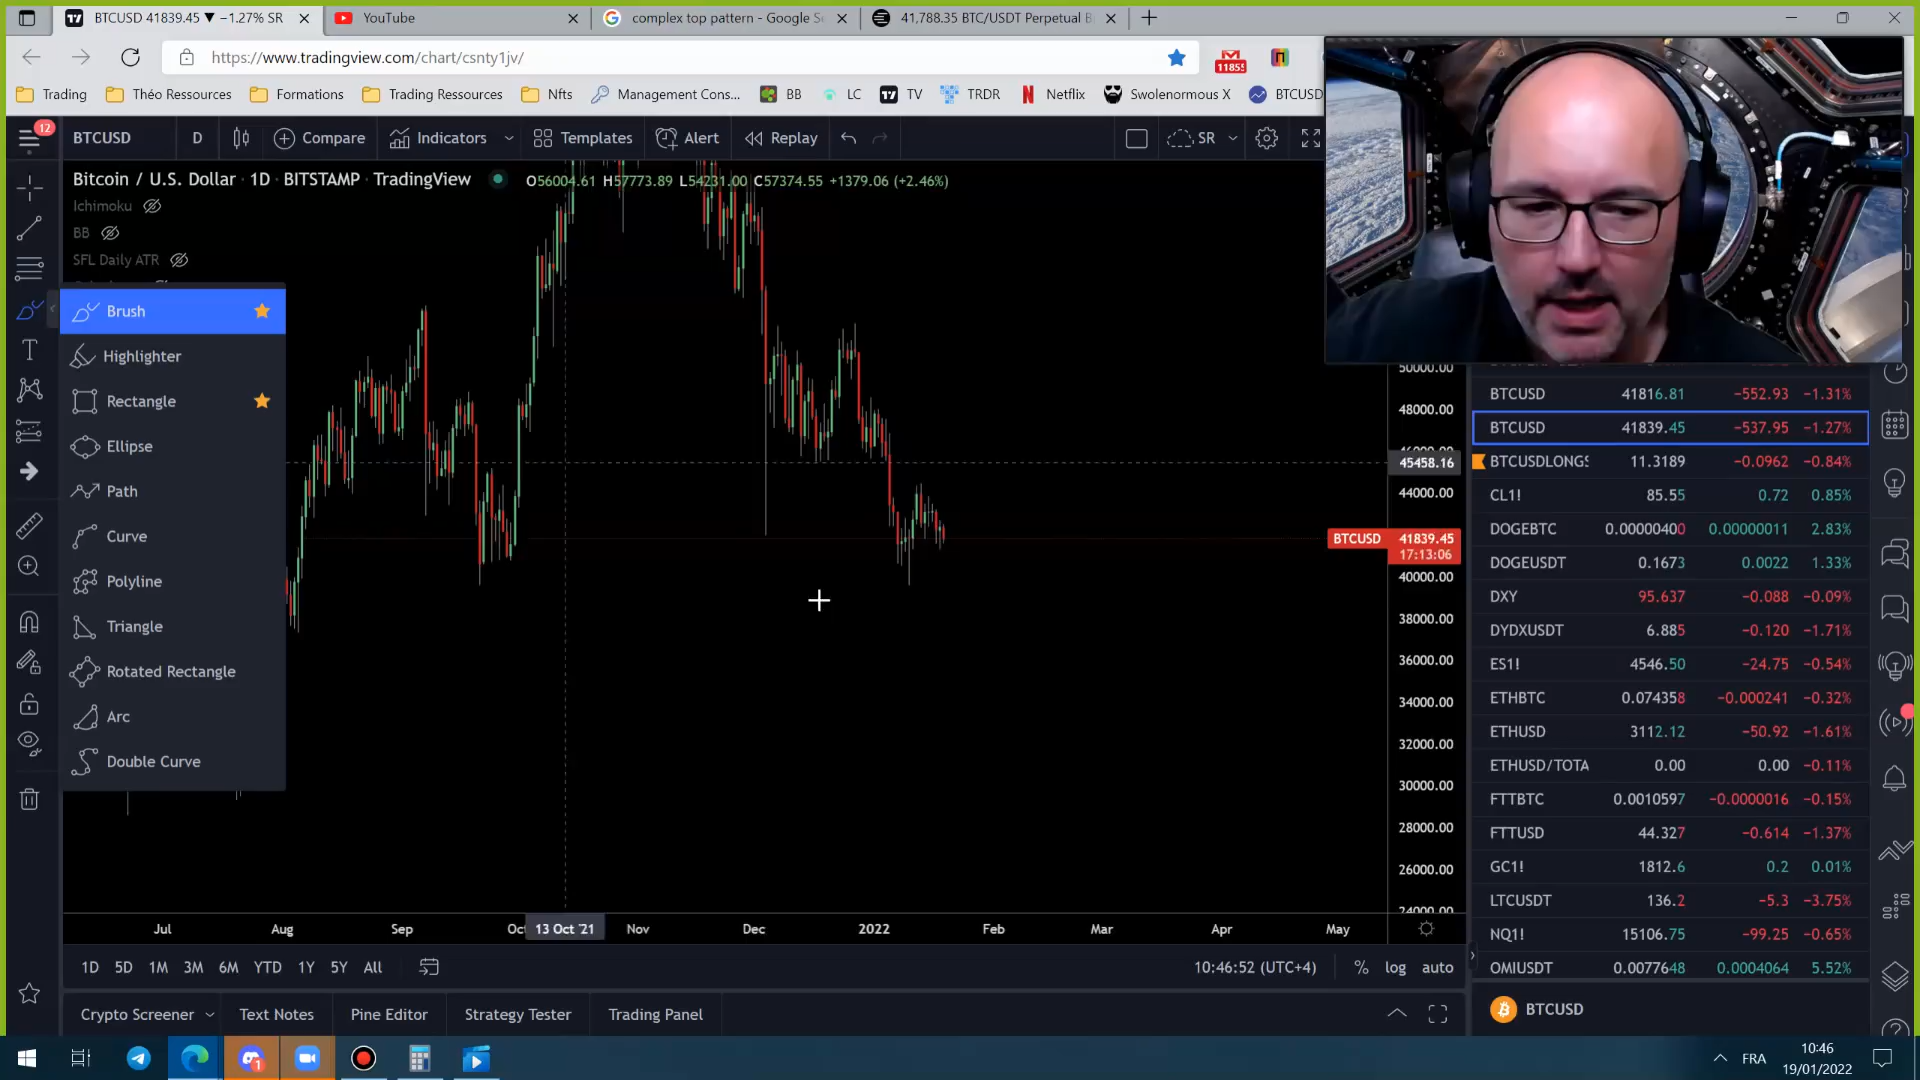 BTCUSD 41839.45 ▼ −1.27% SR
YouTube
complex top pattern - Google Se
41,788.35 BTC/USDT Perpetual B
https://www.tradingview.com/chart/csnty1jv/
11855
Trading
Théo Ressources
Formations
Trading Ressources
Nfts
Management Cons...
BB
LC
TV
TRDR
Netflix
Swolenormous X
BTCUSD
12
BTCUSD
D
Compare
Indicators
Templates
Alert
Replay
SR
Bitcoin / U.S. Dollar · 1D · BITSTAMP · TradingView
O56004.61 H57773.89 L54231.00 C57374.55 +1379.06 (+2.46%)
Ichimoku
BB
SFL Daily ATR
Brush
Highlighter
Rectangle
Ellipse
Path
Curve
Polyline
Triangle
Rotated Rectangle
Arc
Double Curve
50000.00
48000.00
45458.16
44000.00
BTCUSD 41839.45
17:13:06
40000.00
38000.00
36000.00
34000.00
32000.00
30000.00
28000.00
26000.00
24000.00
BTCUSD 41816.81 −552.93 −1.31%
BTCUSD 41839.45 −537.95 −1.27%
BTCUSDLONGS 11.3189 −0.0962 −0.84%
CL1! 85.55 0.72 0.85%
DOGEBTC 0.00000400 0.00000011 2.83%
DOGEUSDT 0.1673 0.0022 1.33%
DXY 95.637 −0.088 −0.09%
DYDXUSDT 6.885 −0.120 −1.71%
ES1! 4546.50 −24.75 −0.54%
ETHBTC 0.074358 −0.000241 −0.32%
ETHUSD 3112.12 −50.92 −1.61%
ETHUSD/TOTA 0.00 0.00 −0.11%
FTTBTC 0.0010597 −0.0000016 −0.15%
FTTUSD 44.327 −0.614 −1.37%
GC1! 1812.6 0.2 0.01%
LTCUSDT 136.2 −5.3 −3.75%
NQ1! 15106.75 −99.25 −0.65%
OMIUSDT 0.0077648 0.0004064 5.52%
Jul Aug Sep Oct 13 Oct '21 Nov Dec 2022 Feb Mar Apr May
1D 5D 1M 3M 6M YTD 1Y 5Y All
10:46:52 (UTC+4) % log auto
BTCUSD
Crypto Screener
Text Notes
Pine Editor
Strategy Tester
Trading Panel
1
FRA
10:46
19/01/2022